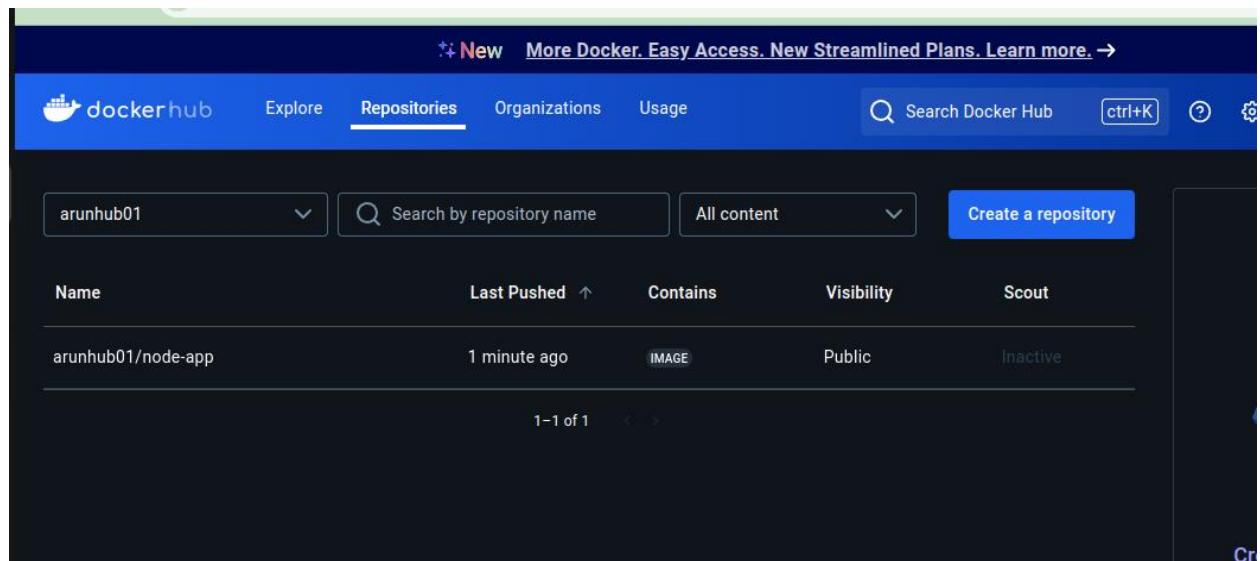 New More Docker. Easy Access. New Streamlined Plans. Learn more. →
dockerhub Explore Repositories Organizations Usage Search Docker Hub ctrl+K
arunhub01 Search by repository name All content Create a repository
Name Last Pushed ↑ Contains Visibility Scout
arunhub01/node-app 1 minute ago IMAGE Public Inactive
1–1 of 1